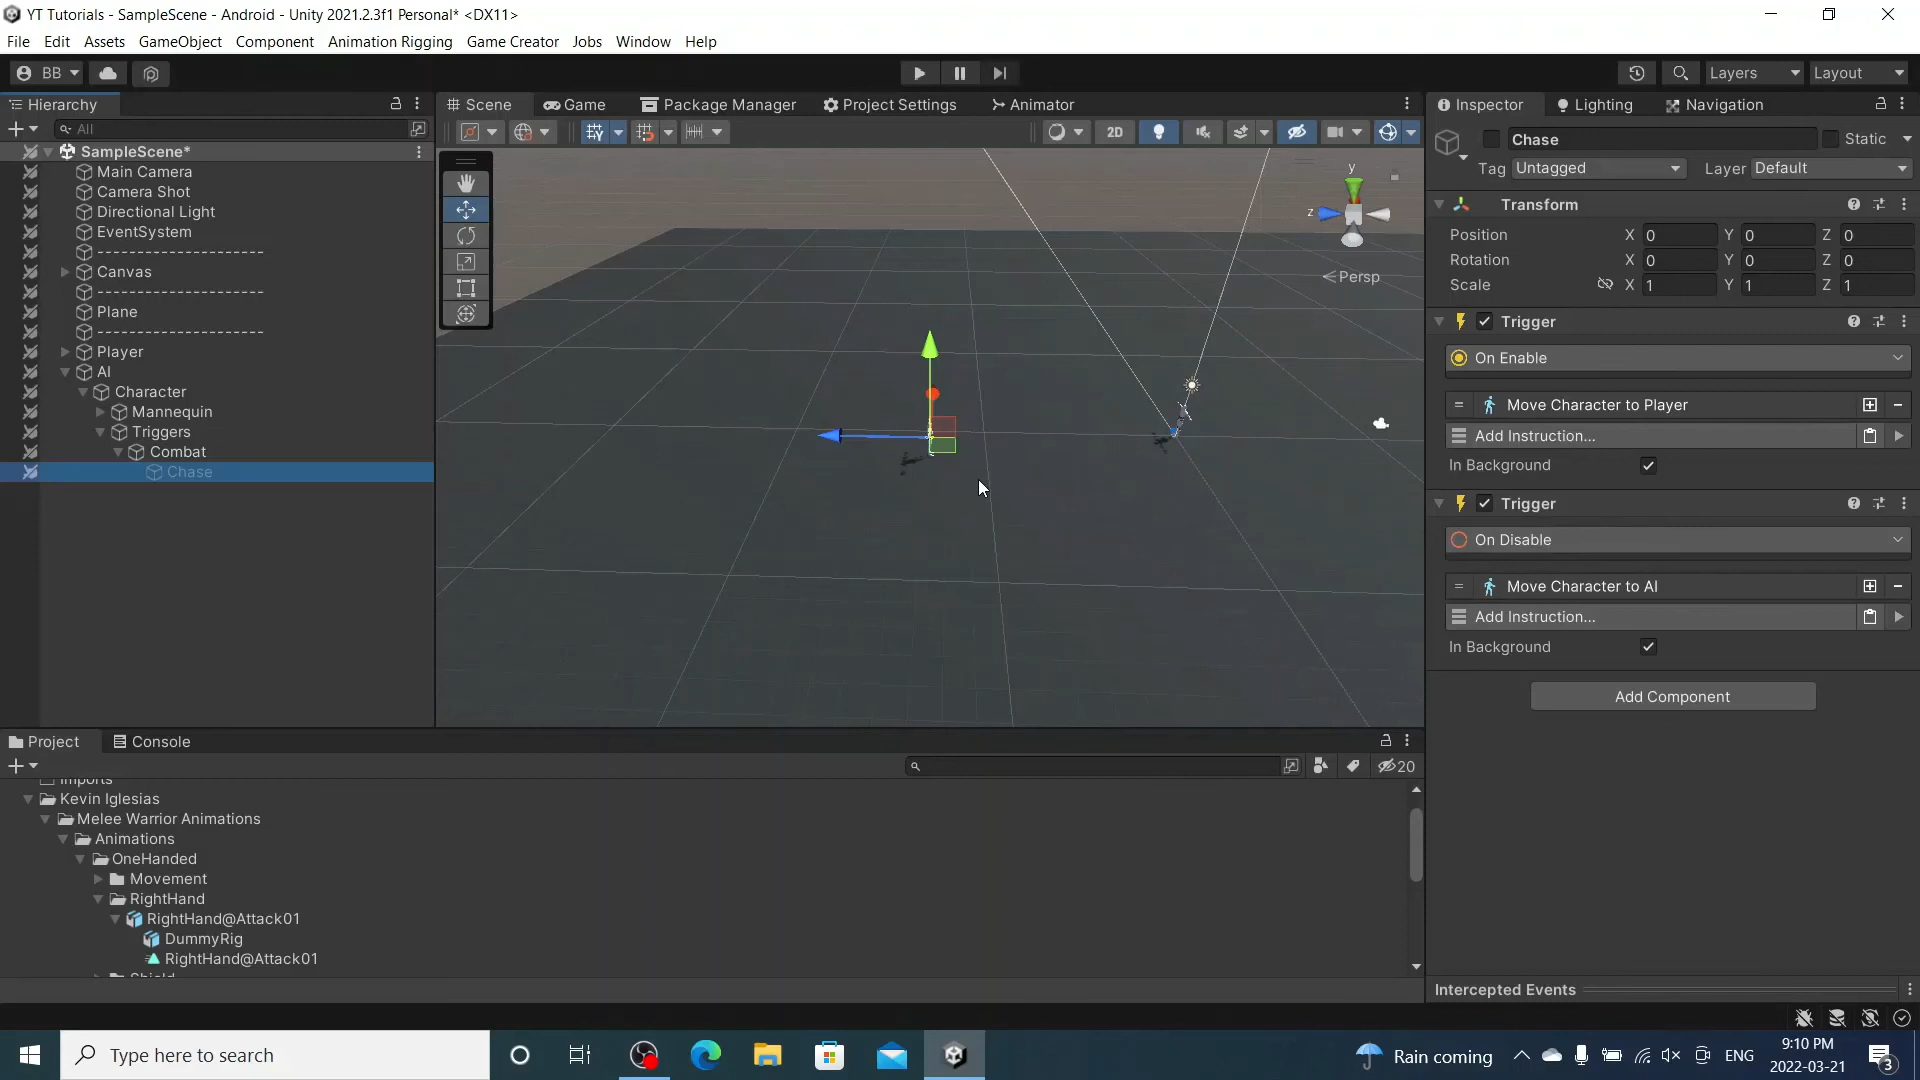 YT Tutorials - SampleScene - Android - Unity 2021.2.3f1 Personal* <DX11>
File Edit Assets GameObject Component Animation Rigging Game Creator Jobs Window Help
BB Layers Layout
Hierarchy
All
SampleScene*
Main Camera
Camera Shot
Directional Light
EventSystem
----------------------
Canvas
----------------------
Plane
----------------------
Player
AI
Character
Mannequin
Triggers
Combat
Chase
Scene Game Package Manager Project Settings Animator
2D
y
z
Persp
Inspector Lighting Navigation
Chase Static
Tag Untagged Layer Default
Transform
Position X 0 Y 0 Z 0
Rotation X 0 Y 0 Z 0
Scale X 1 Y 1 Z 1
Trigger
On Enable
Move Character to Player
Add Instruction...
In Background
Trigger
On Disable
Move Character to AI
Add Instruction...
In Background
Add Component
Intercepted Events
Project Console
20
Imports
Kevin Iglesias
Melee Warrior Animations
Animations
OneHanded
Movement
RightHand
RightHand@Attack01
DummyRig
RightHand@Attack01
Shield
Type here to search
Rain coming
ENG
9:10 PM
2022-03-21
3